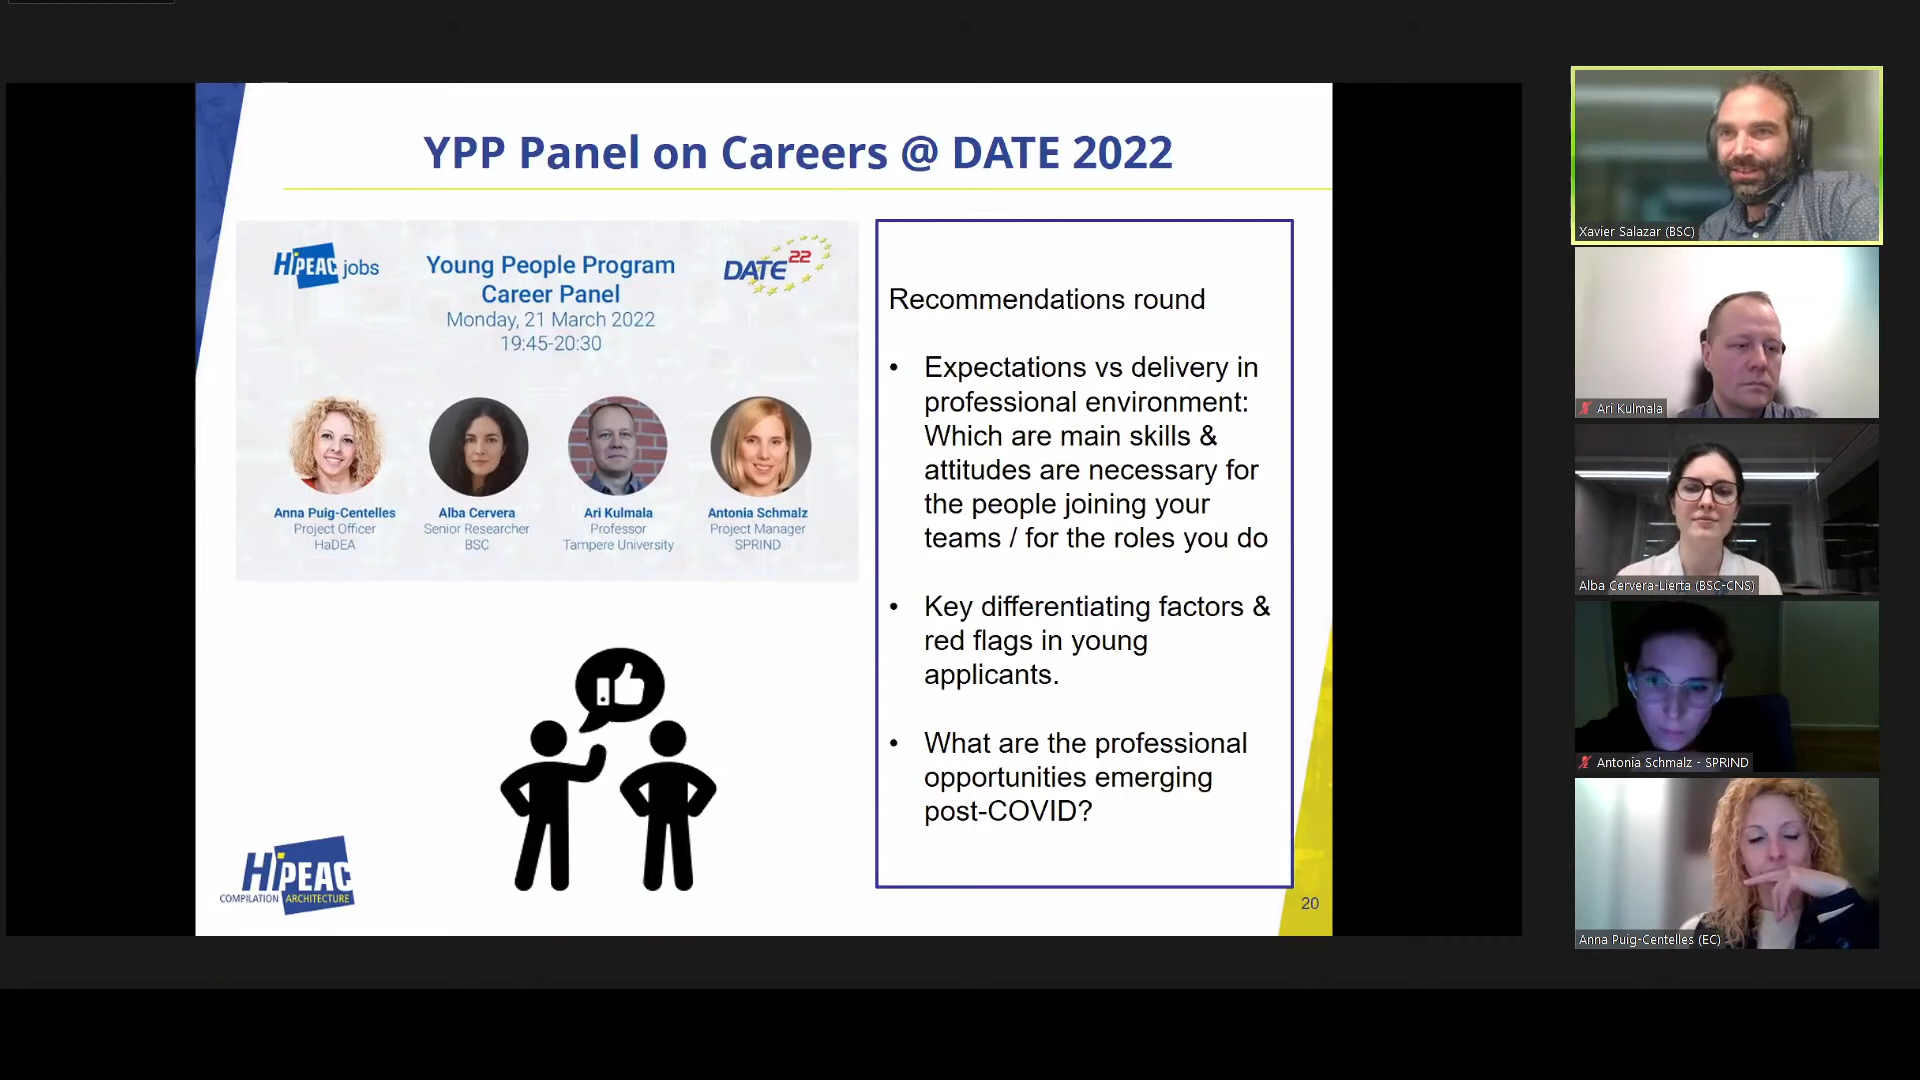 YPP Panel on Careers @ DATE 2022
HiPEAC jobs
Young People Program
Career Panel
Monday, 21 March 2022
19:45-20:30
DATE 22
Anna Puig-Centelles
Project Officer
HaDEA
Alba Cervera
Senior Researcher
BSC
Ari Kulmala
Professor
Tampere University
Antonia Schmalz
Project Manager
SPRIND
Recommendations round
• Expectations vs delivery in
professional environment:
Which are main skills &
attitudes are necessary for
the people joining your
teams / for the roles you do
• Key differentiating factors &
red flags in young
applicants.
• What are the professional
opportunities emerging
post-COVID?
HiPEAC
COMPILATION ARCHITECTURE
20
Xavier Salazar (BSC)
Ari Kulmala
Alba Cervera-Lierta (BSC-CNS)
Antonia Schmalz - SPRIND
Anna Puig-Centelles (EC)